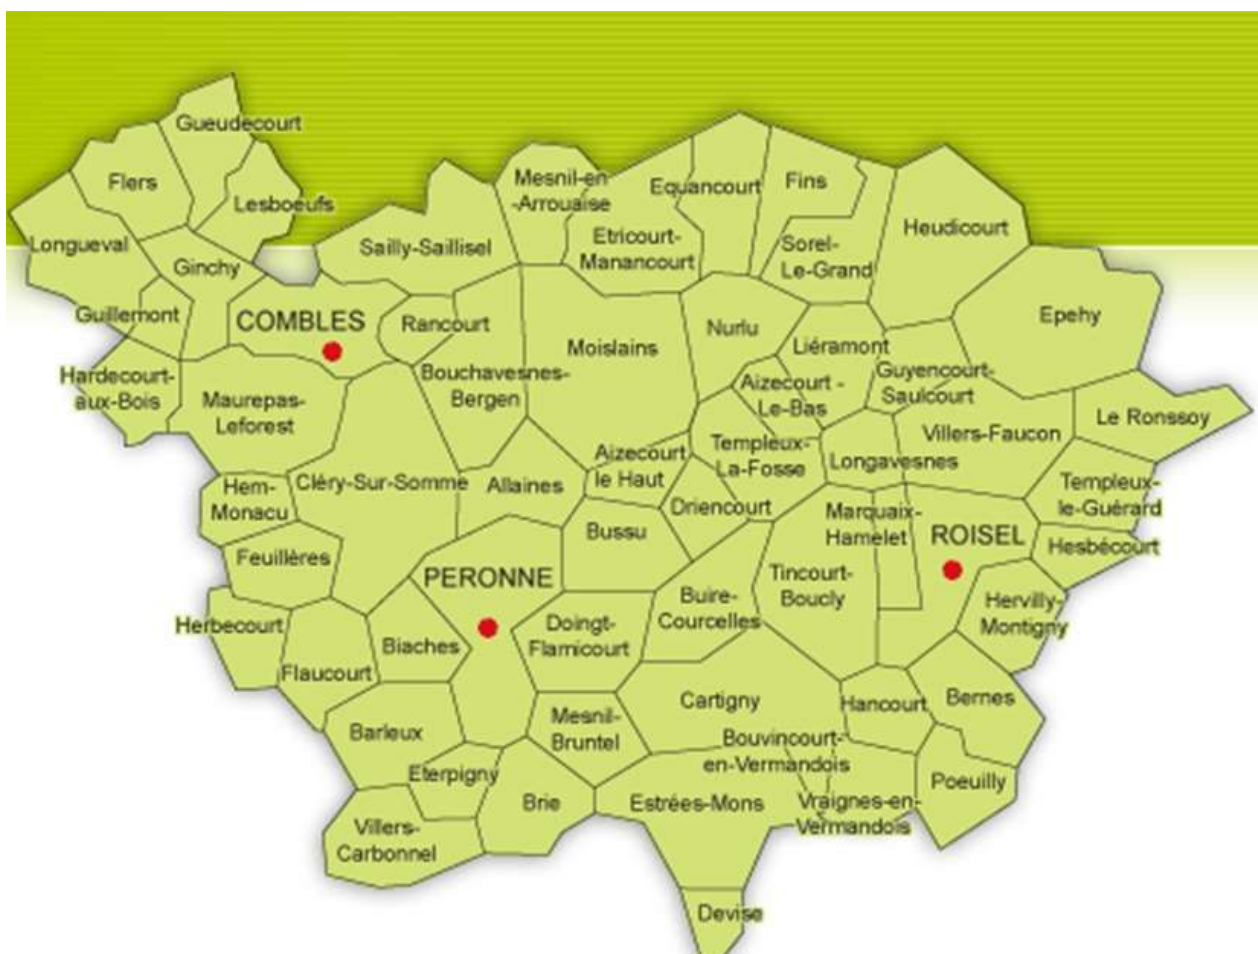 Gueudecourt
Flers
Lesboeufs
Mesnil-en
-Arrouaise
Equancourt
Fins
Longueval
Sailly-Saillisel
Etricourt-
Manancourt
Sorel-
Le-Grand
Heudicourt
Ginchy
Guillemont
COMBLES
Rancourt
Moislains
Nurlu
Liéramont
Epehy
Hardecourt-
aux-Bois
Maurepas-
Leforest
Bouchavesnes-
Bergen
Aizecourt -
Le-Bas
Guyencourt-
Saulcourt
Le Ronssoy
Villers-Faucon
Aizecourt
le Haut
Templeux-
La-Fosse
Longavesnes
Hem-
Monacu
Cléry-Sur-Somme
Allaines
Driencourt
Templeux-
le-Guérard
Bussu
Marquaix-
Hamelet
ROISEL
Hesbécourt
Feuillères
PERONNE
Tincourt-
Boucly
Buire-
Courcelles
Hervilly-
Montigny
Herbecourt
Biaches
Doingt-
Flamicourt
Flaucourt
Cartigny
Hancourt
Bernes
Barleux
Mesnil-
Bruntel
Bouvincourt-
en-Vermandois
Eterpigny
Poeuilly
Brie
Estrées-Mons
Vraignes-en-
Vermandois
Villers-
Carbonnel
Devise